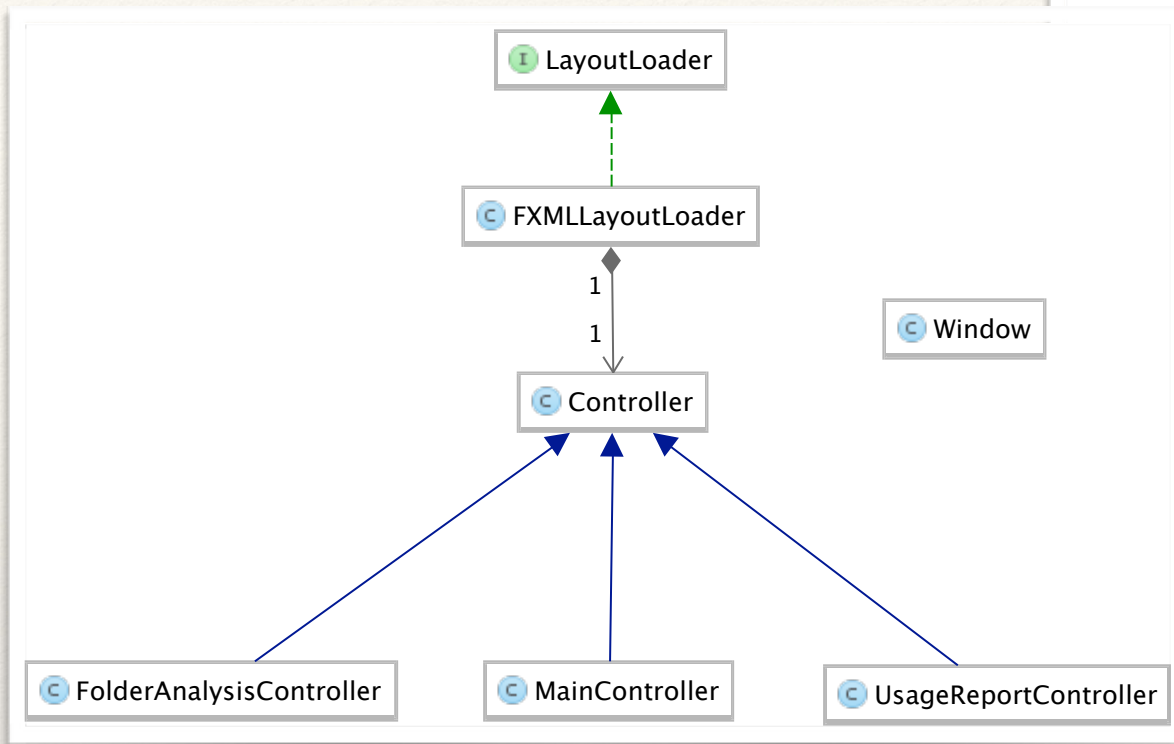 I LayoutLoader
C FXMLLayoutLoader
1
C Window
1
C Controller
C FolderAnalysisController
C MainController
C UsageReportController